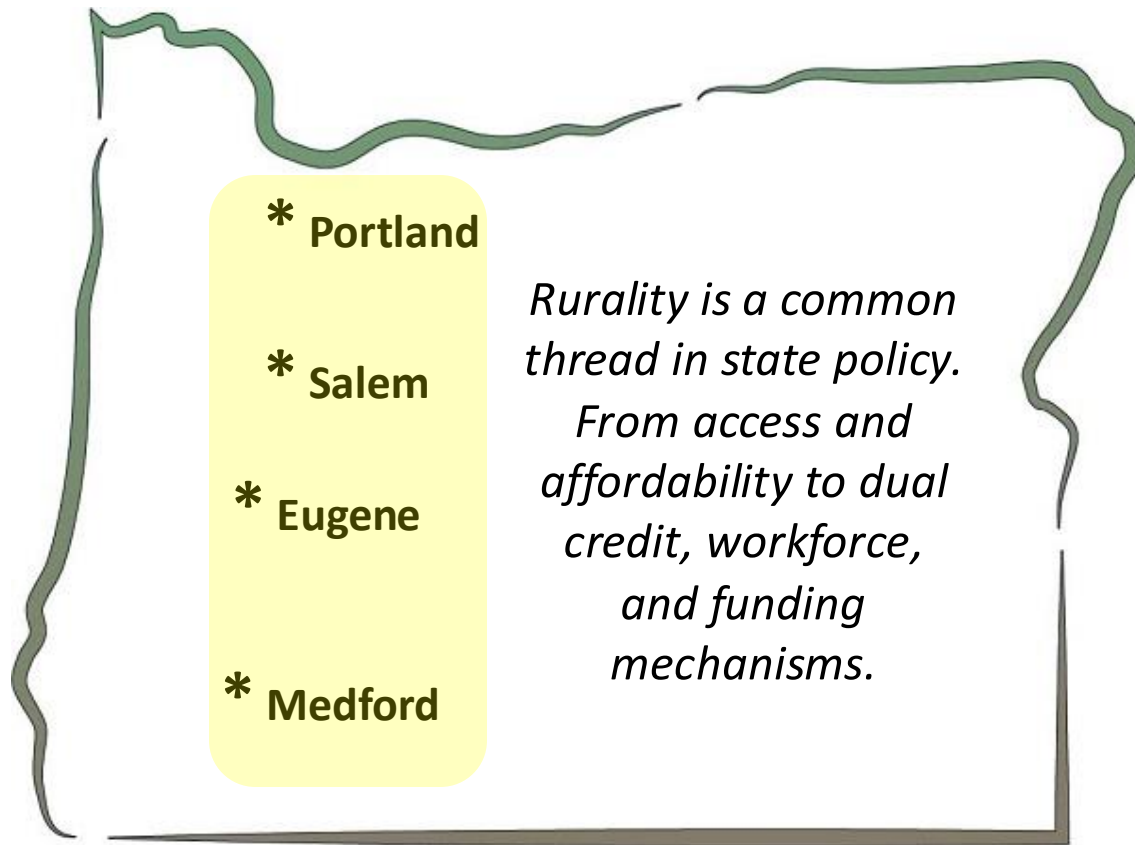 * Portland
* Salem
* Eugene
* Medford
Rurality is a common
thread in state policy.
From access and
affordability to dual
credit, workforce,
and funding
mechanisms.